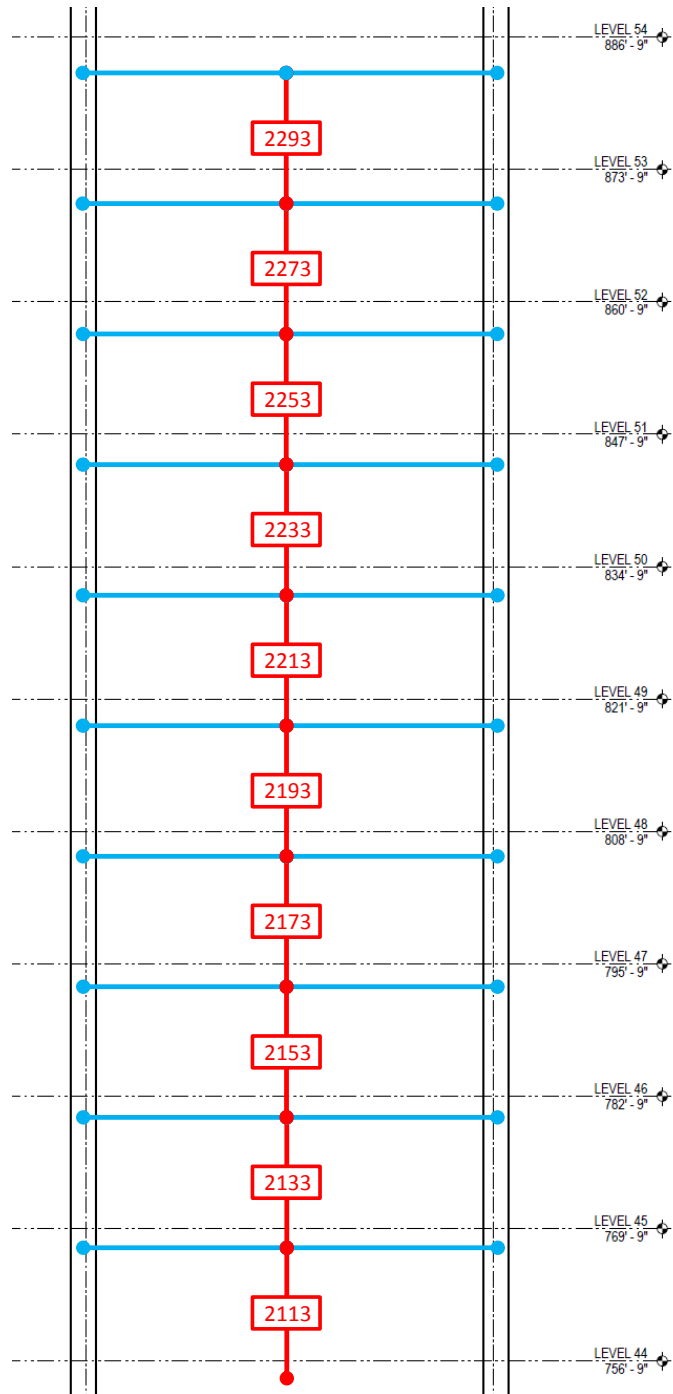 LEVEL 54
886' - 9"
2293
LEVEL 53
873' - 9"
2273
LEVEL 52
860' - 9"
2253
LEVEL 51
847' - 9"
2233
LEVEL 50
834' - 9"
2213
LEVEL 49
821' - 9"
2193
LEVEL 48
808' - 9"
2173
LEVEL 47
795' - 9"
2153
LEVEL 46
782' - 9"
2133
LEVEL 45
769' - 9"
2113
LEVEL 44
756' - 9"